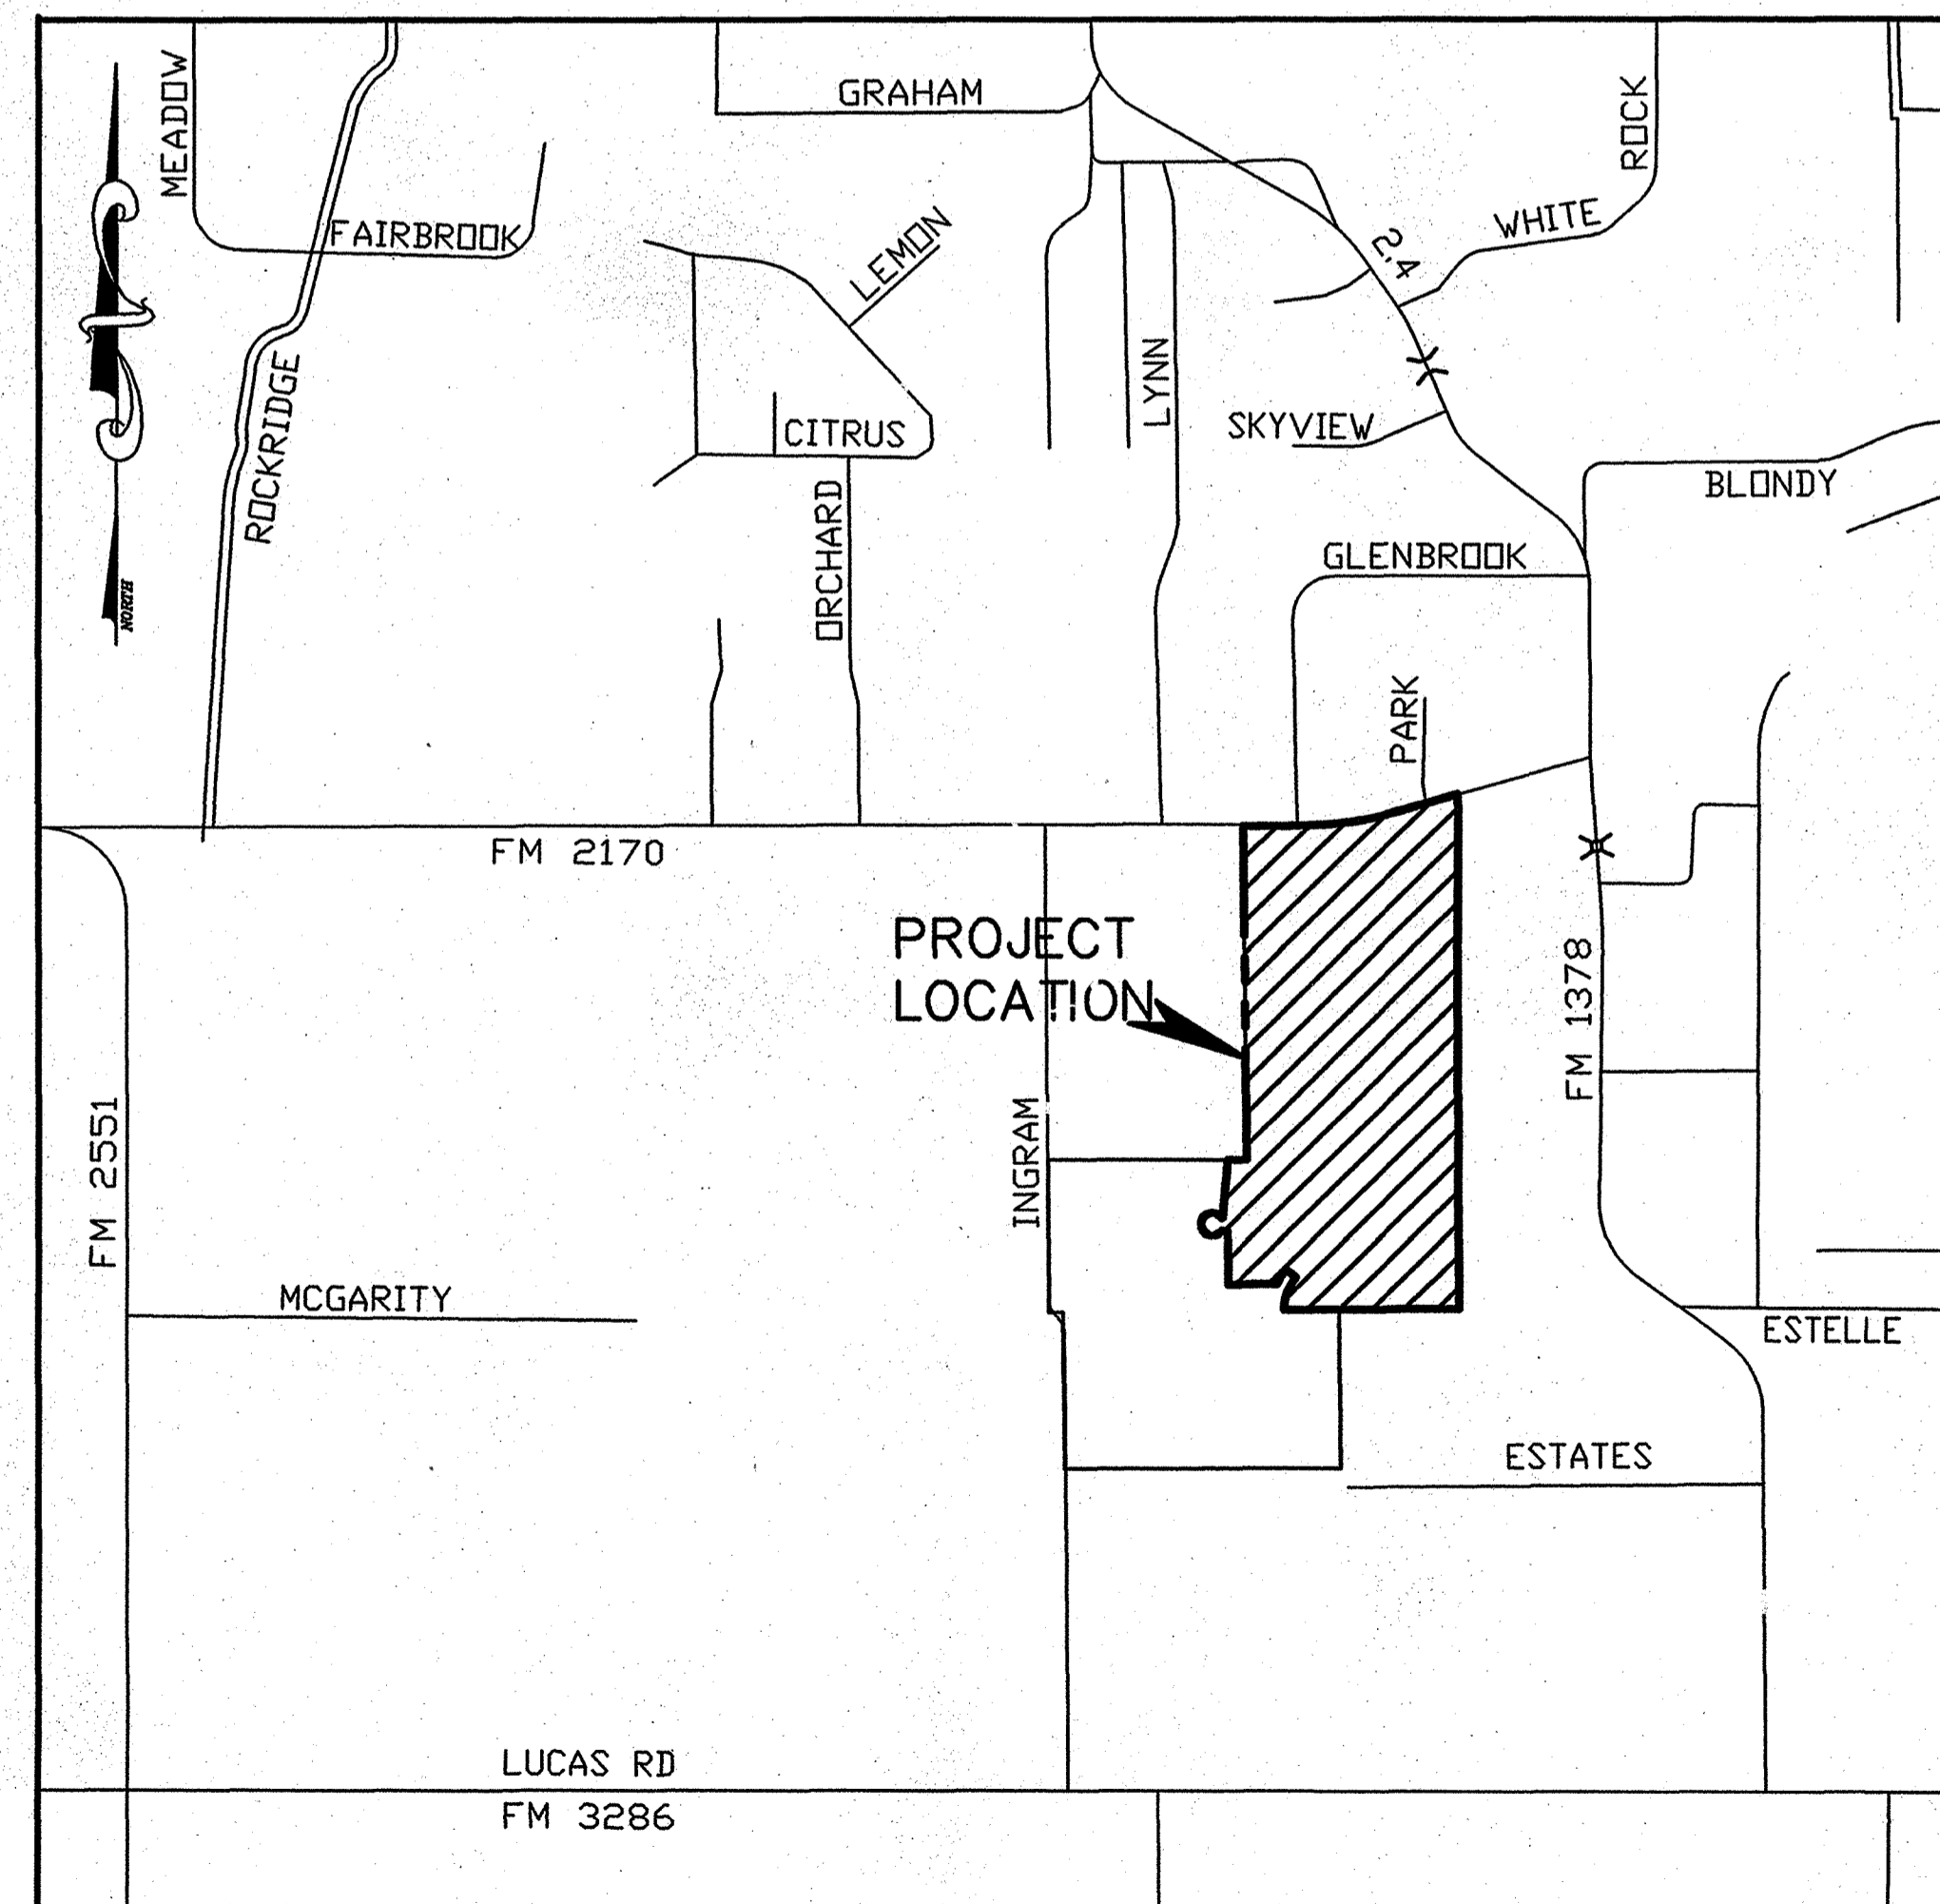 MEADOW
GRAHAM
ROCK
WHITE
FAIRBROOK
LEMON
2.4
LYNN
ROCKRIDGE
CITRUS
SKYVIEW
BLONDY
ORCHARD
GLENBROOK
NORTH
PARK
FM 2170
PROJECT
LOCATION
FM 1378
FM 2551
INGRAM
MCGARITY
ESTELLE
ESTATES
LUCAS RD
FM 3286